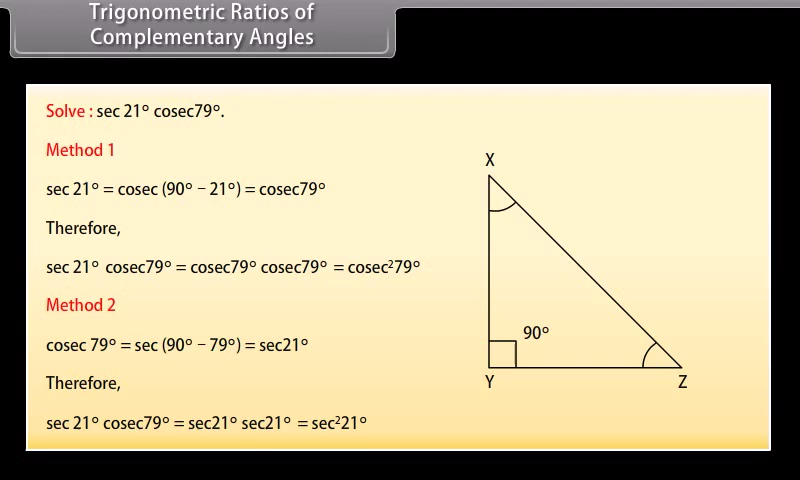 Trigonometric Ratios of
Complementary Angles
Solve : sec 21° cosec79°.
Method 1
sec 21° = cosec (90° – 21°) = cosec79°
Therefore,
sec 21° cosec79° = cosec79° cosec79° = cosec²79°
Method 2
cosec 79° = sec (90° – 79°) = sec21°
Therefore,
sec 21° cosec79° = sec21° sec21° = sec²21°
X
90°
Y
Z